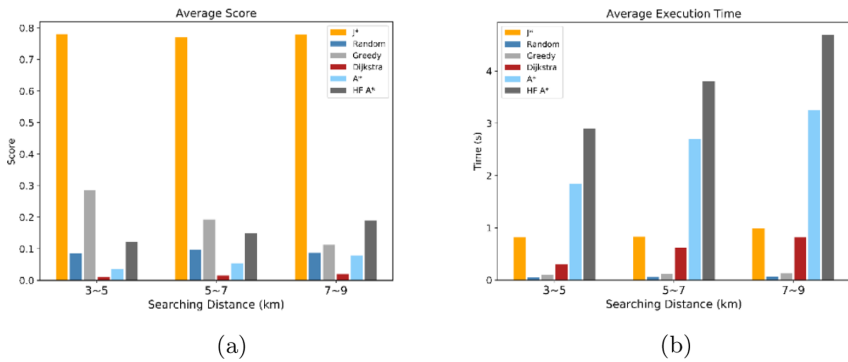 Average Score
0.8
0.7
0.6
0.5
0.4
0.3
0.2
0.1
0.0
Score
J*
Random
Greedy
Dijkstra
A*
HF A*
3~5
5~7
7~9
Searching Distance (km)
(a)
Average Execution Time
4
3
2
1
0
Time (s)
J*
Random
Greedy
Dijkstra
A*
HF A*
3~5
5~7
7~9
Searching Distance (km)
(b)